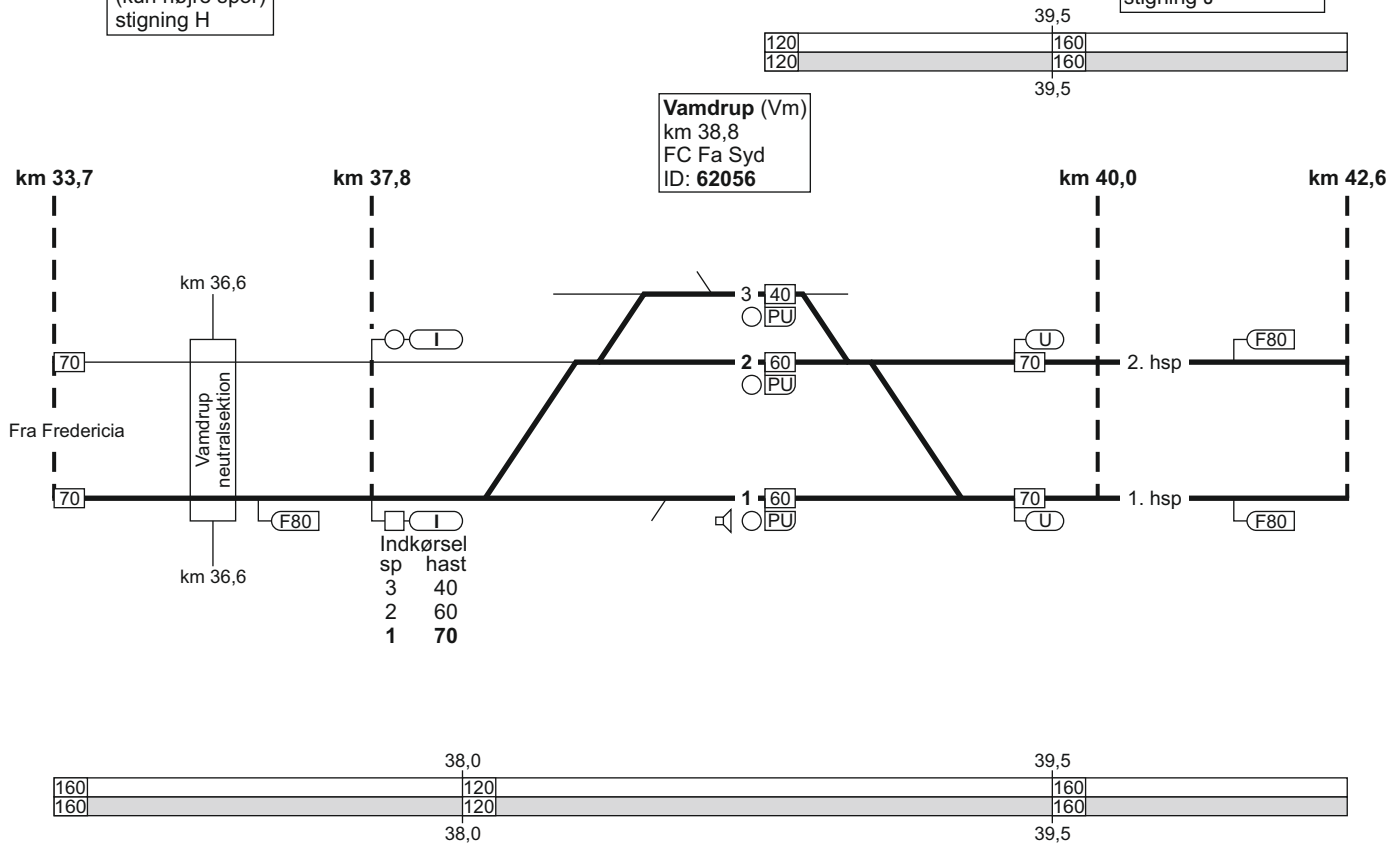 (kun højre spor)
stigning H
39,5
120 160
120 160
39,5
Vamdrup (Vm)
km 38,8
FC Fa Syd
ID: 62056
km 33,7
km 37,8
km 40,0
km 42,6
km 36,6
3 40
PU
I
U
F80
70
2 60
70
2. hsp
PU
Vamdrup
neutralsektion
Fra Fredericia
70
1 60
70
1. hsp
F80
I
PU
U
F80
km 36,6
Indkørsel
sp hast
3 40
2 60
1 70
38,0
39,5
160 120 160
160 120 160
38,0
39,5